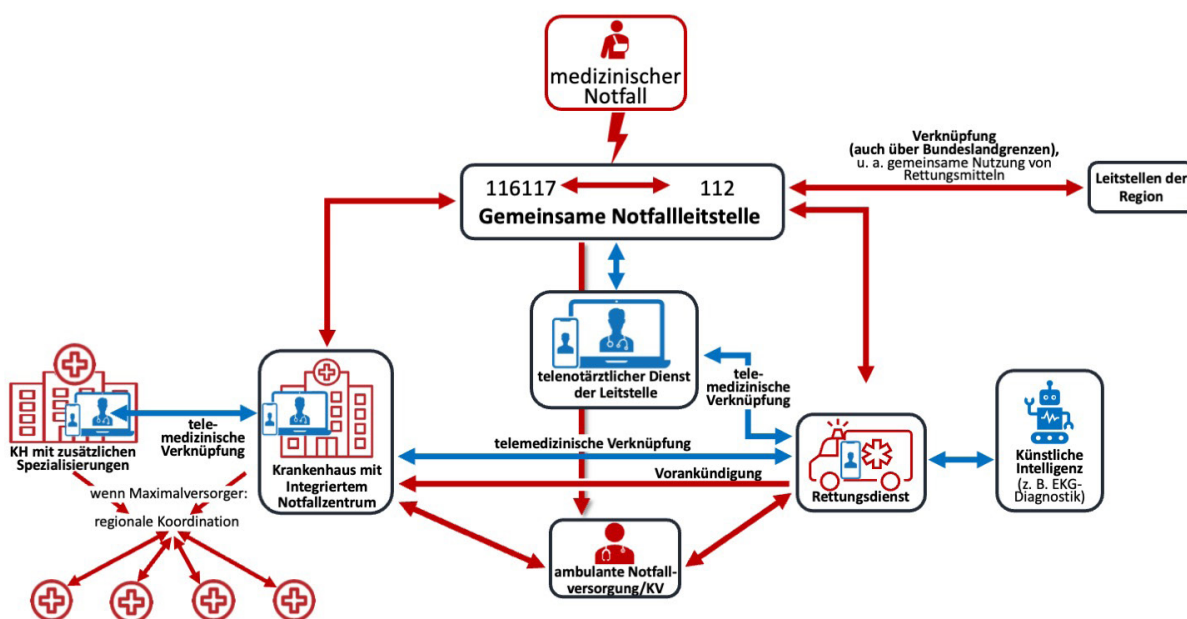 medizinischer
Notfall
Verknüpfung
(auch über Bundeslandgrenzen),
u. a. gemeinsame Nutzung von
Rettungsmitteln
Leitstellen der
Region
116117
112
Gemeinsame Notfallleitstelle
telenotärztlicher Dienst
der Leitstelle
tele-
medizinische
Verknüpfung
KH mit zusätzlichen
Spezialisierungen
tele-
medizinische
Verknüpfung
Krankenhaus mit
Integriertem
Notfallzentrum
telemedizinische Verknüpfung
Vorankündigung
Rettungsdienst
Künstliche
Intelligenz
(z. B. EKG-
Diagnostik)
wenn Maximalversorger:
regionale Koordination
ambulante Notfall-
versorgung/KV